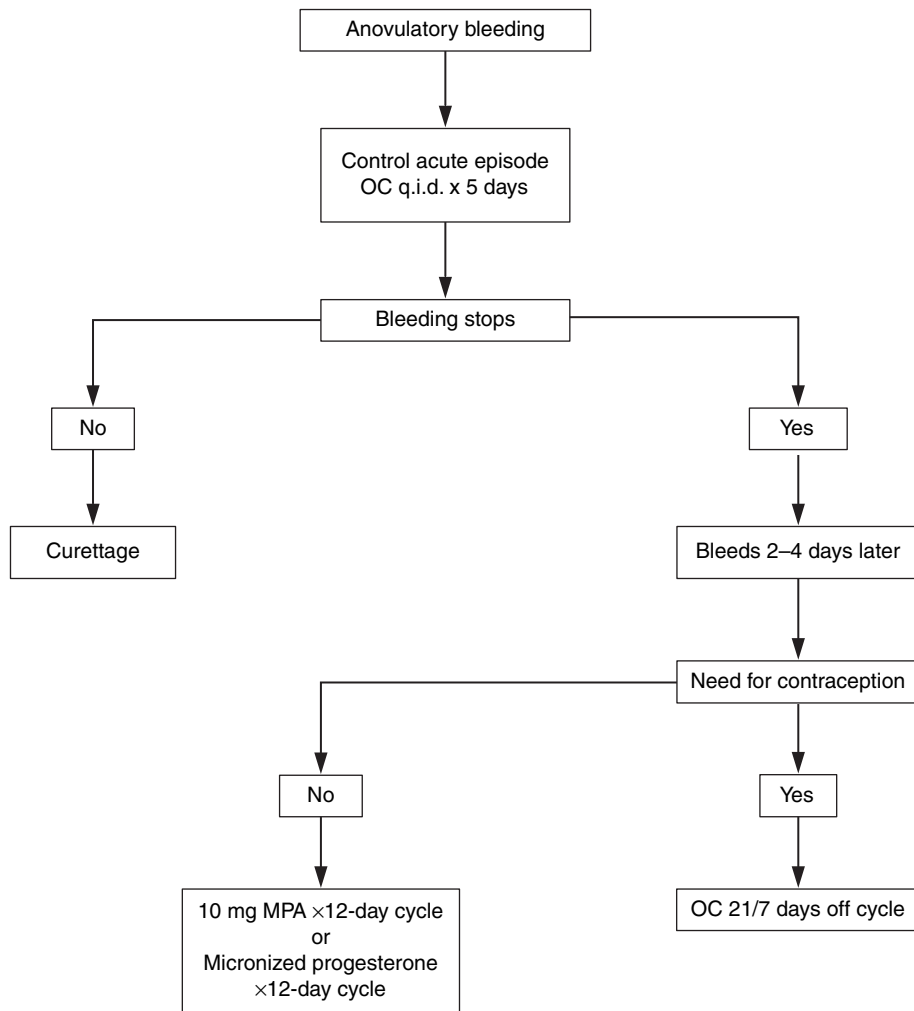 Anovulatory bleeding
Control acute episode
OC q.i.d. x 5 days
Bleeding stops
No
Yes
Curettage
Bleeds 2–4 days later
Need for contraception
No
Yes
10 mg MPA ×12-day cycle
or
Micronized progesterone
×12-day cycle
OC 21/7 days off cycle